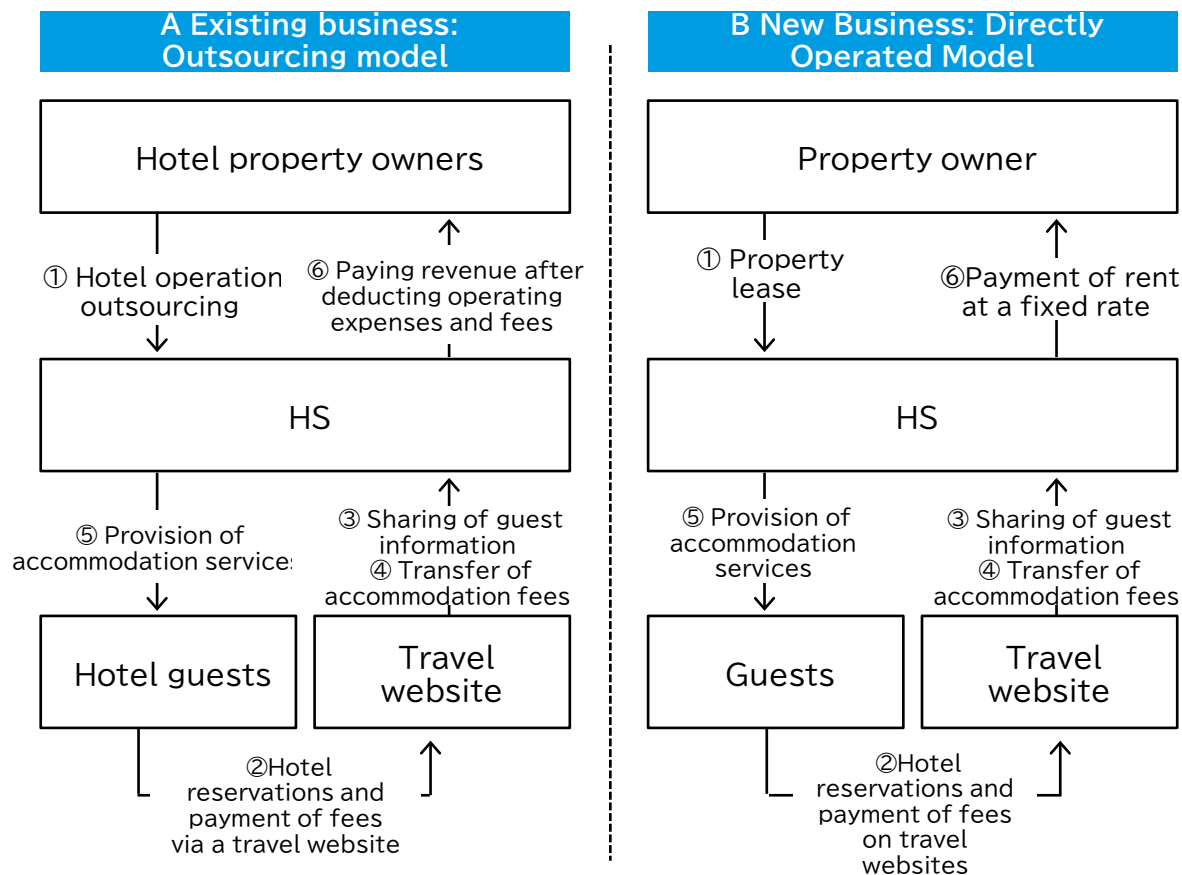 A Existing business:
Outsourcing model
Hotel property owners
① Hotel operation
outsourcing
⑥ Paying revenue after
deducting operating
expenses and fees
HS
⑤ Provision of
accommodation services
③ Sharing of guest
information
④ Transfer of
accommodation fees
Hotel guests
Travel
website
②Hotel
reservations and
payment of fees
via a travel website
B New Business: Directly
Operated Model
Property owner
① Property
lease
⑥Payment of rent
at a fixed rate
HS
⑤ Provision of
accommodation
services
③ Sharing of guest
information
④ Transfer of
accommodation fees
Guests
Travel
website
②Hotel
reservations and
payment of fees
on travel
websites